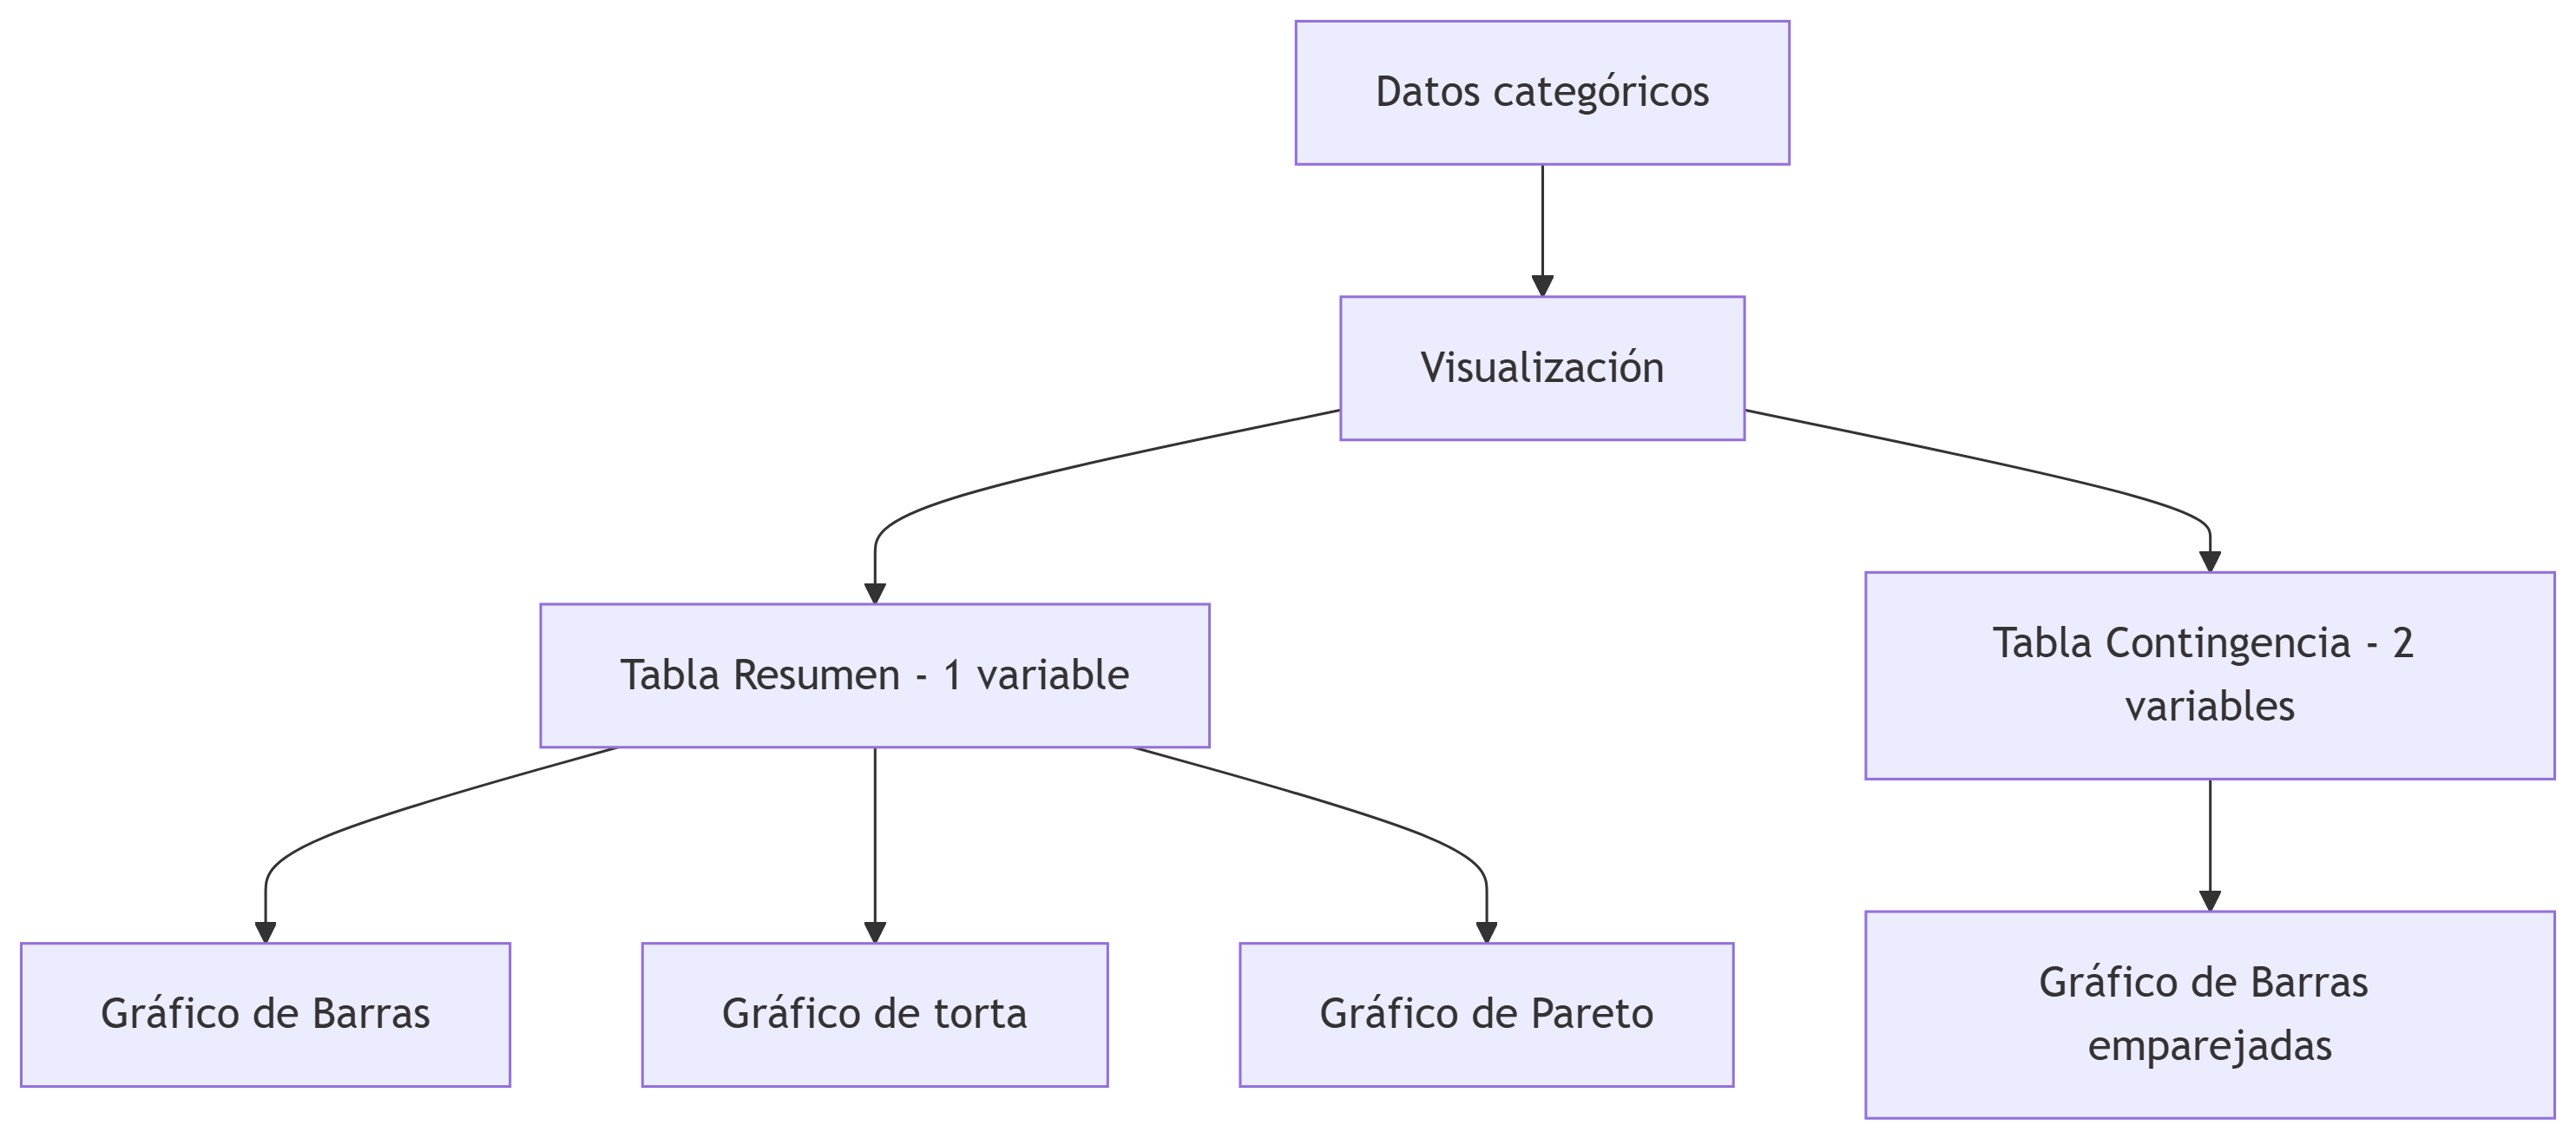 Datos categóricos
Visualización
Tabla Resumen - 1 variable
Tabla Contingencia - 2
variables
Gráfico de Barras
Gráfico de torta
Gráfico de Pareto
Gráfico de Barras
emparejadas